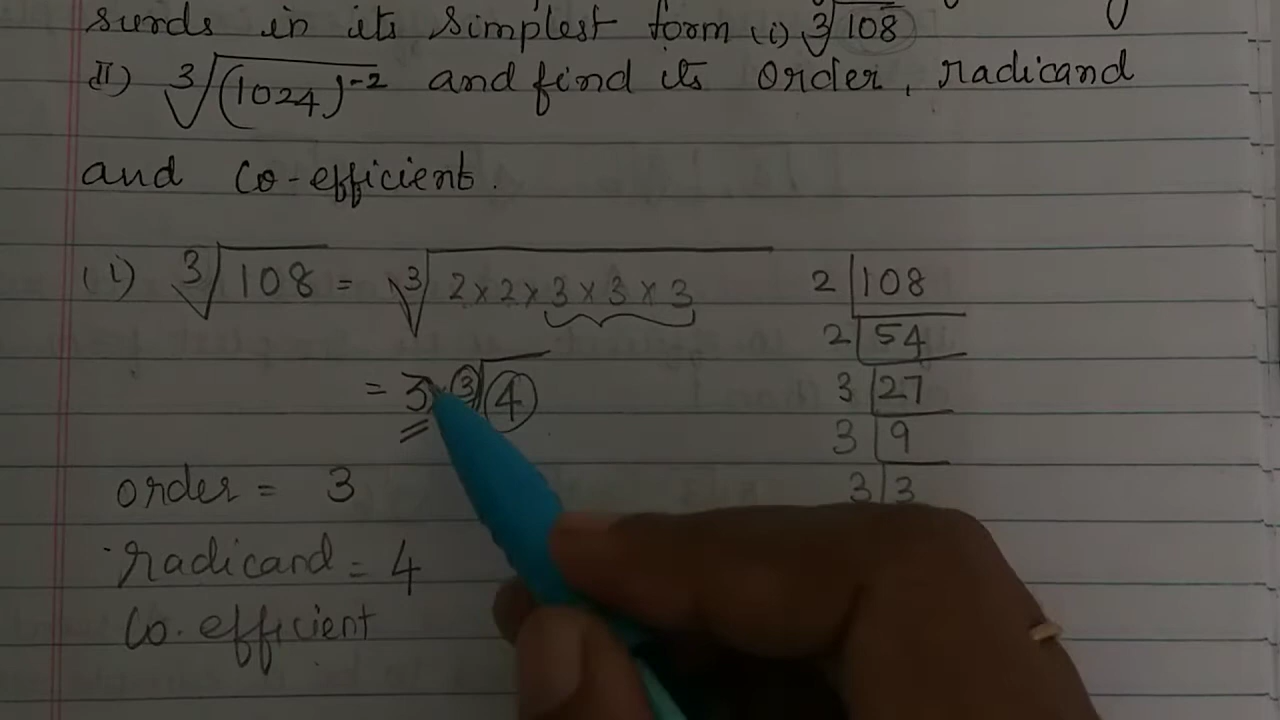 surds in its simplest form (i) ∛108
II) ∛(1024)⁻² and find its order, radicand
and co-efficient.
(i) ∛108 = ∛2×2×3×3×3
= 3 ∛4
order = 3
radicand = 4
Co.efficient
2 | 108
2 | 54
3 | 27
3 | 9
3 | 3